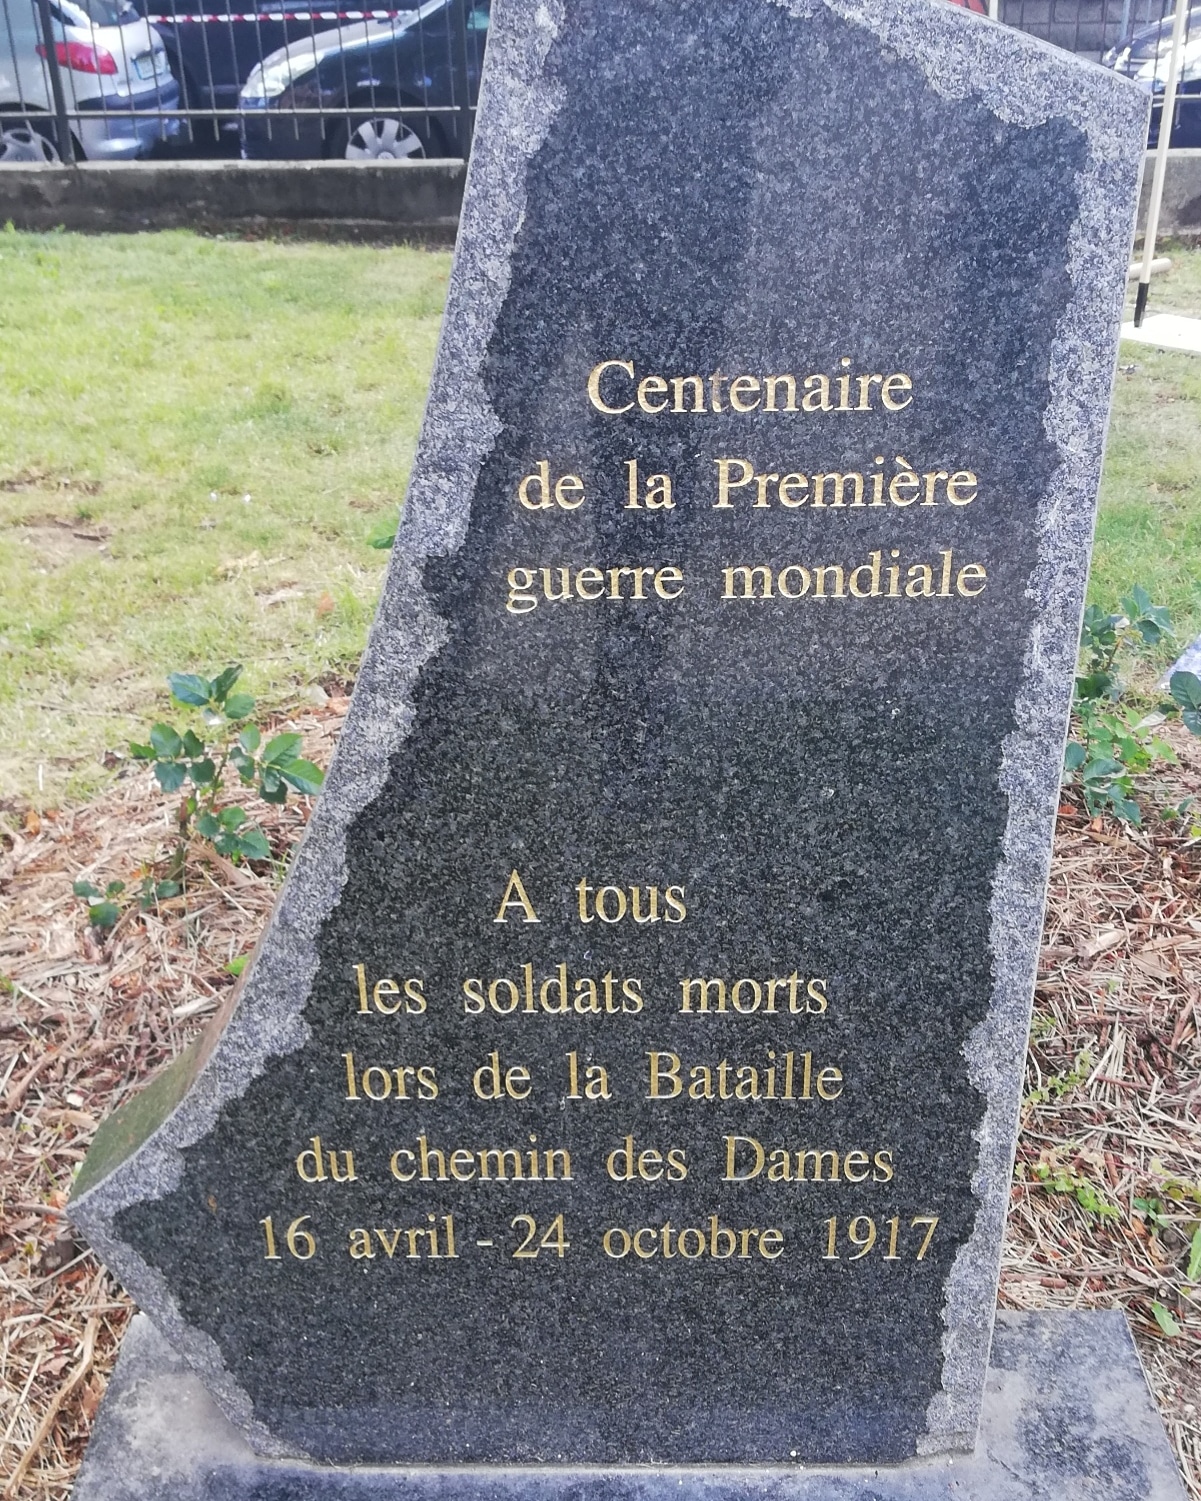 Centenaire
de la Première
guerre mondiale
A tous
les soldats morts
lors de la Bataille
du chemin des Dames
16 avril - 24 octobre 1917